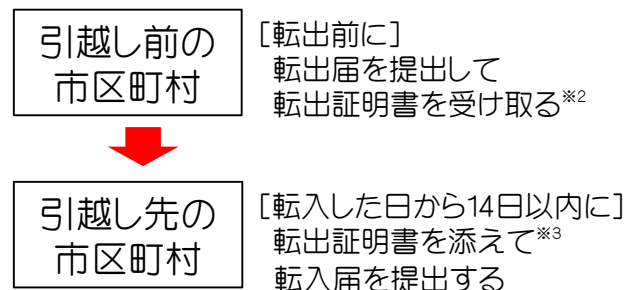 引越し前の
市区町村
[転出前に]
転出届を提出して
転出証明書を受け取る※2
引越し先の
市区町村
[転入した日から14日以内に]
転出証明書を添えて※3
転入届を提出する